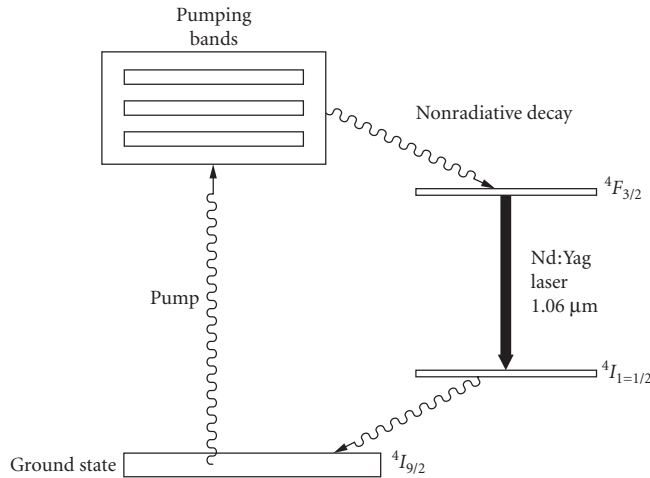 Pumping
bands
Nonradiative decay
⁴F₃/₂
Nd:Yag
laser
1.06 μm
Pump
⁴I₁₌₁/₂
Ground state
⁴I₉/₂